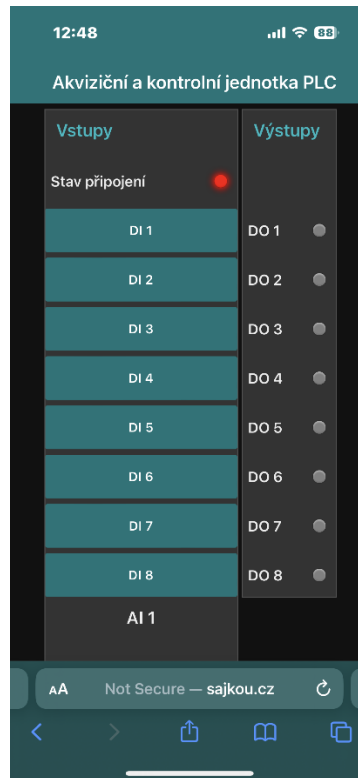 12:48
88
Akviziční a kontrolní jednotka PLC
Vstupy
Výstupy
Stav připojení
DI 1
DO 1
DI 2
DO 2
DI 3
DO 3
DI 4
DO 4
DI 5
DO 5
DI 6
DO 6
DI 7
DO 7
DI 8
DO 8
AI 1
AA Not Secure — sajkou.cz